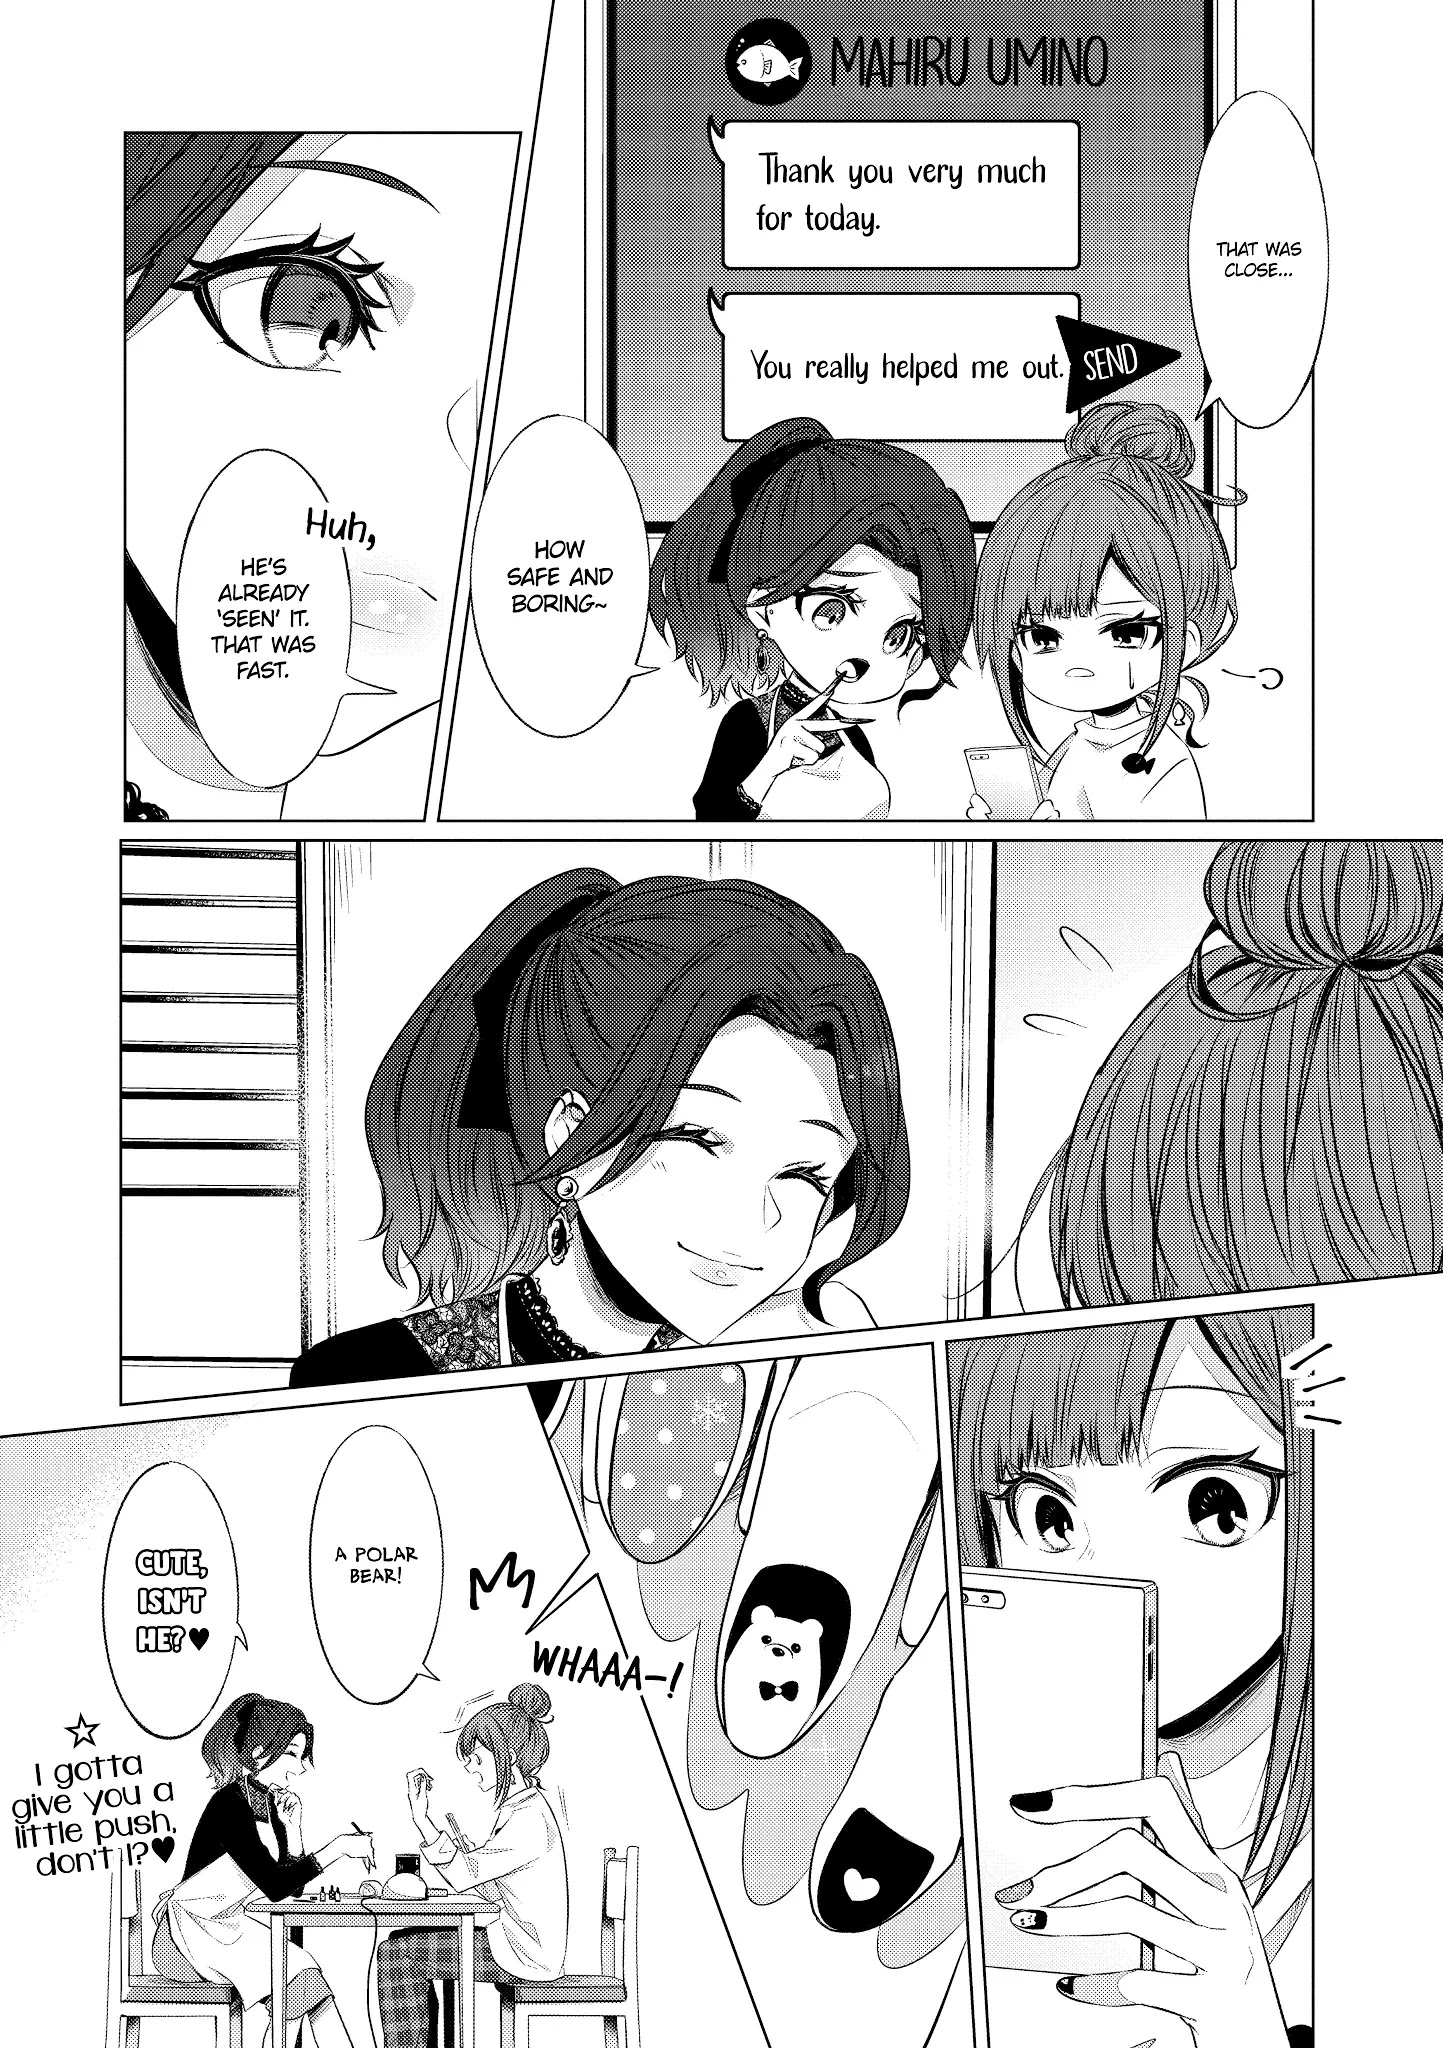 MAHIRU UMINO
Thank you very much
for today.
You really helped me out.
SEND
THAT WAS
CLOSE...
HOW
SAFE AND
BORING~
Huh,
HE'S
ALREADY
'SEEN' IT.
THAT WAS
FAST.
WHAAA—!
A POLAR
BEAR!
CUTE,
ISN'T
HE?♥
☆
I gotta
give you a
little push,
don't I?♥